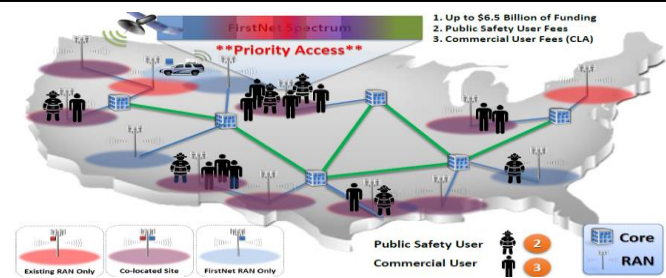 FirstNet Spectrum
**Priority Access**
1. Up to $6.5 Billion of Funding
2. Public Safety User Fees
3. Commercial User Fees (CLA)
Existing RAN Only
Co-located Site
FirstNet RAN Only
Public Safety User 2
Commercial User 3
Core
RAN